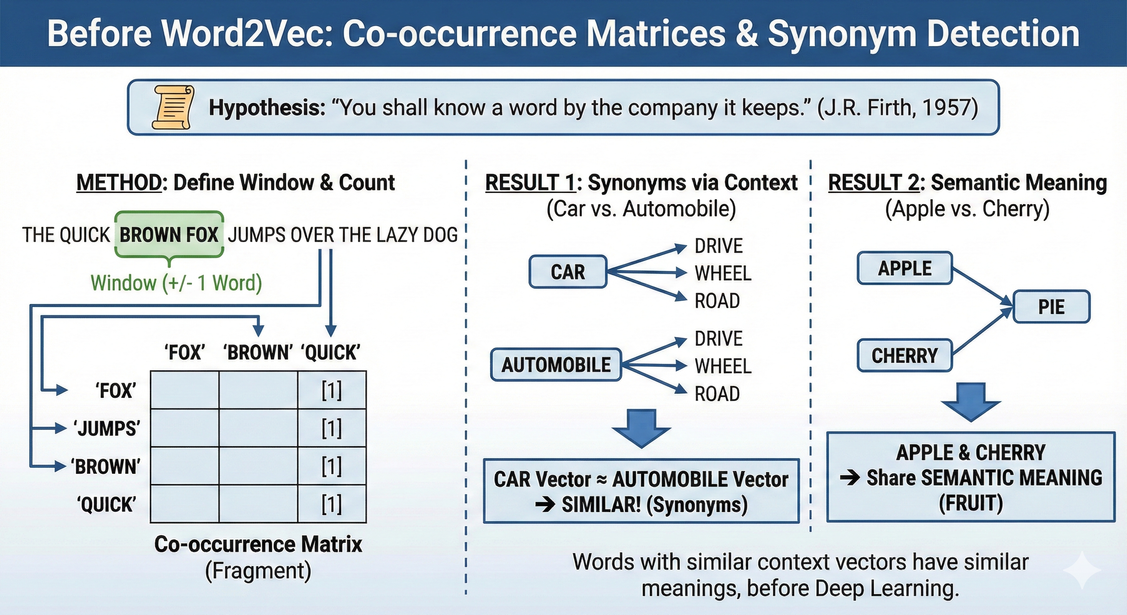 Before Word2Vec: Co-occurrence Matrices & Synonym Detection
Hypothesis: “You shall know a word by the company it keeps.” (J.R. Firth, 1957)
METHOD: Define Window & Count
THE QUICK BROWN FOX JUMPS OVER THE LAZY DOG
Window (+/- 1 Word)
‘FOX’ ‘BROWN’ ‘QUICK’
‘FOX’ [1]
‘JUMPS’ [1]
‘BROWN’ [1]
‘QUICK’ [1]
Co-occurrence Matrix
(Fragment)
RESULT 1: Synonyms via Context
(Car vs. Automobile)
CAR
DRIVE
WHEEL
ROAD
AUTOMOBILE
DRIVE
WHEEL
ROAD
CAR Vector ≈ AUTOMOBILE Vector
➔ SIMILAR! (Synonyms)
RESULT 2: Semantic Meaning
(Apple vs. Cherry)
APPLE
PIE
CHERRY
APPLE & CHERRY
➔ Share SEMANTIC MEANING
(FRUIT)
Words with similar context vectors have similar
meanings, before Deep Learning.